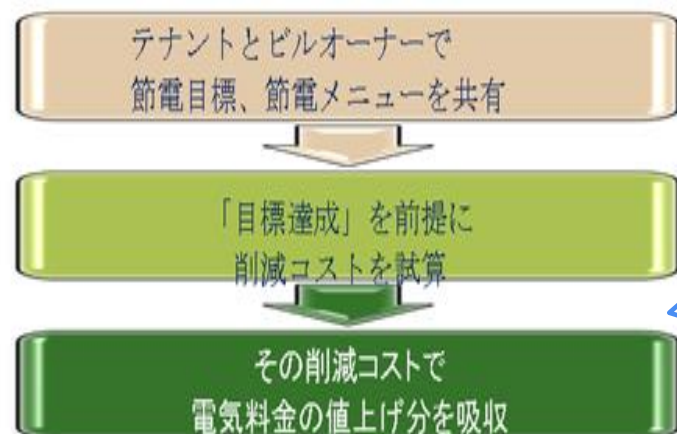 テナントとビルオーナーで
節電目標、節電メニューを共有
「目標達成」を前提に
削減コストを試算
その削減コストで
電気料金の値上げ分を吸収